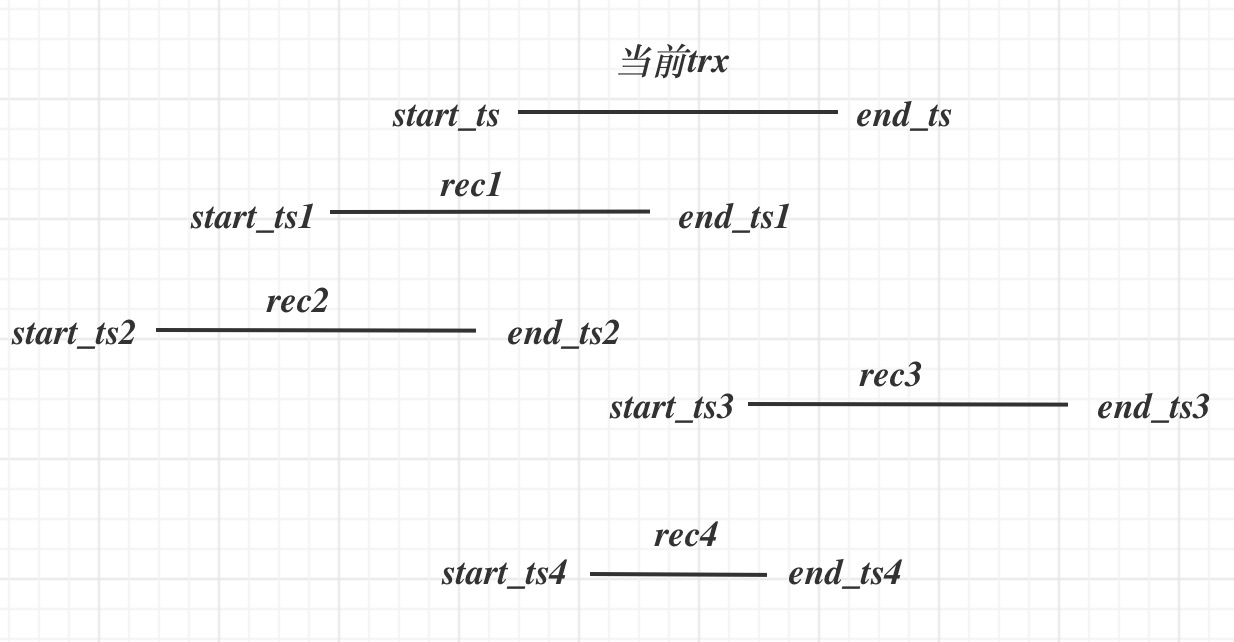 当前trx
start_ts end_ts
rec1
start_ts1 end_ts1
rec2
start_ts2 end_ts2
rec3
start_ts3 end_ts3
rec4
start_ts4 end_ts4